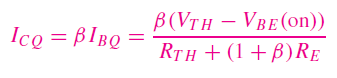 I_{CQ} = βI_{BQ} = \frac{β(V_{TH} − V_{BE}(on))}{R_{TH} + (1 + β)R_E}